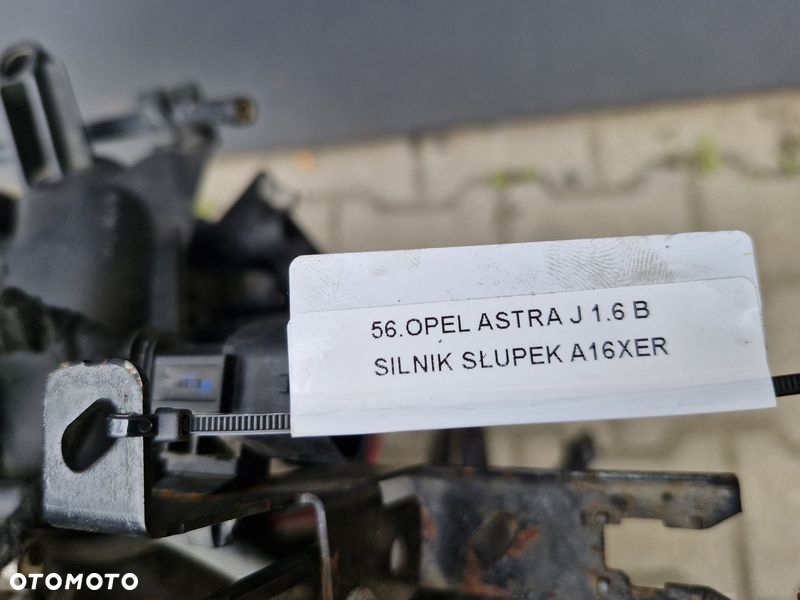 56.OPEL ASTRA J 1.6 B
SILNIK SŁUPEK A16XER
OTOMOTO